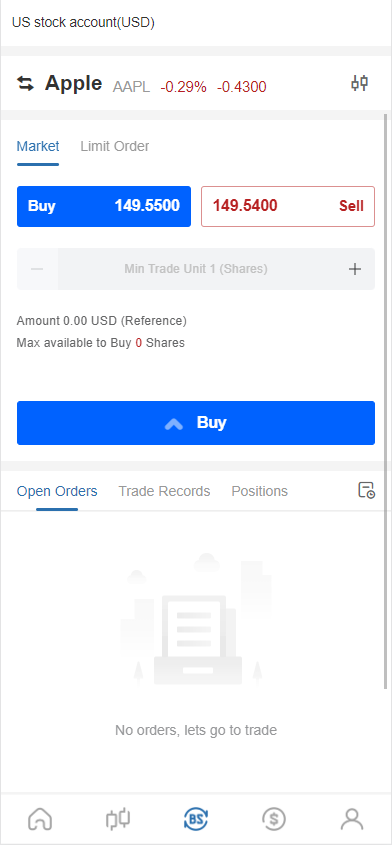 US stock account(USD)
Apple AAPL -0.29% -0.4300
Market Limit Order
Buy 149.5500 149.5400 Sell
Min Trade Unit 1 (Shares)
Amount 0.00 USD (Reference)
Max available to Buy 0 Shares
Buy
Open Orders Trade Records Positions
No orders, lets go to trade
BS $